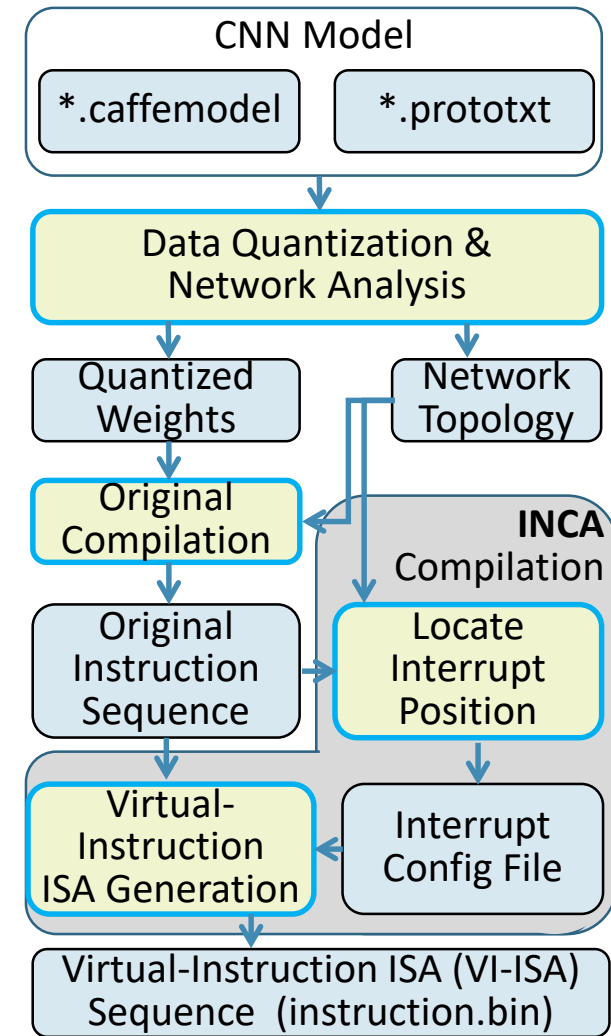 CNN Model
*.caffemodel
*.prototxt
Data Quantization &
Network Analysis
Quantized
Weights
Network
Topology
Original
Compilation
INCA
Compilation
Original
Instruction
Sequence
Locate
Interrupt
Position
Virtual-
Instruction
ISA Generation
Interrupt
Config File
Virtual-Instruction ISA (VI-ISA)
Sequence (instruction.bin)